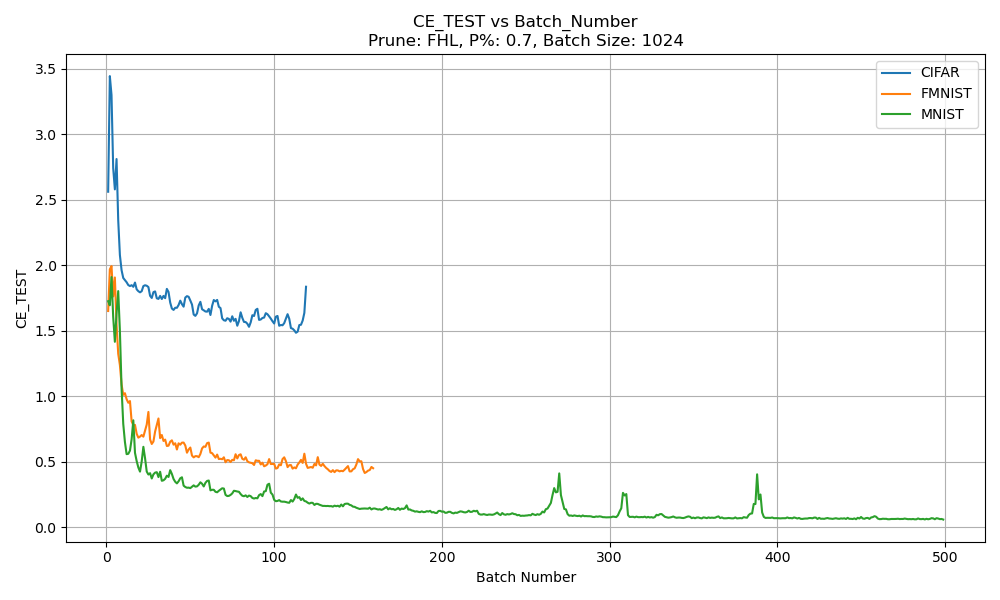 CE_TEST vs Batch_Number
Prune: FHL, P%: 0.7, Batch Size: 1024
CIFAR
FMNIST
MNIST
3.5
3.0
2.5
2.0
1.5
1.0
0.5
0.0
CE_TEST
0
100
200
300
400
500
Batch Number